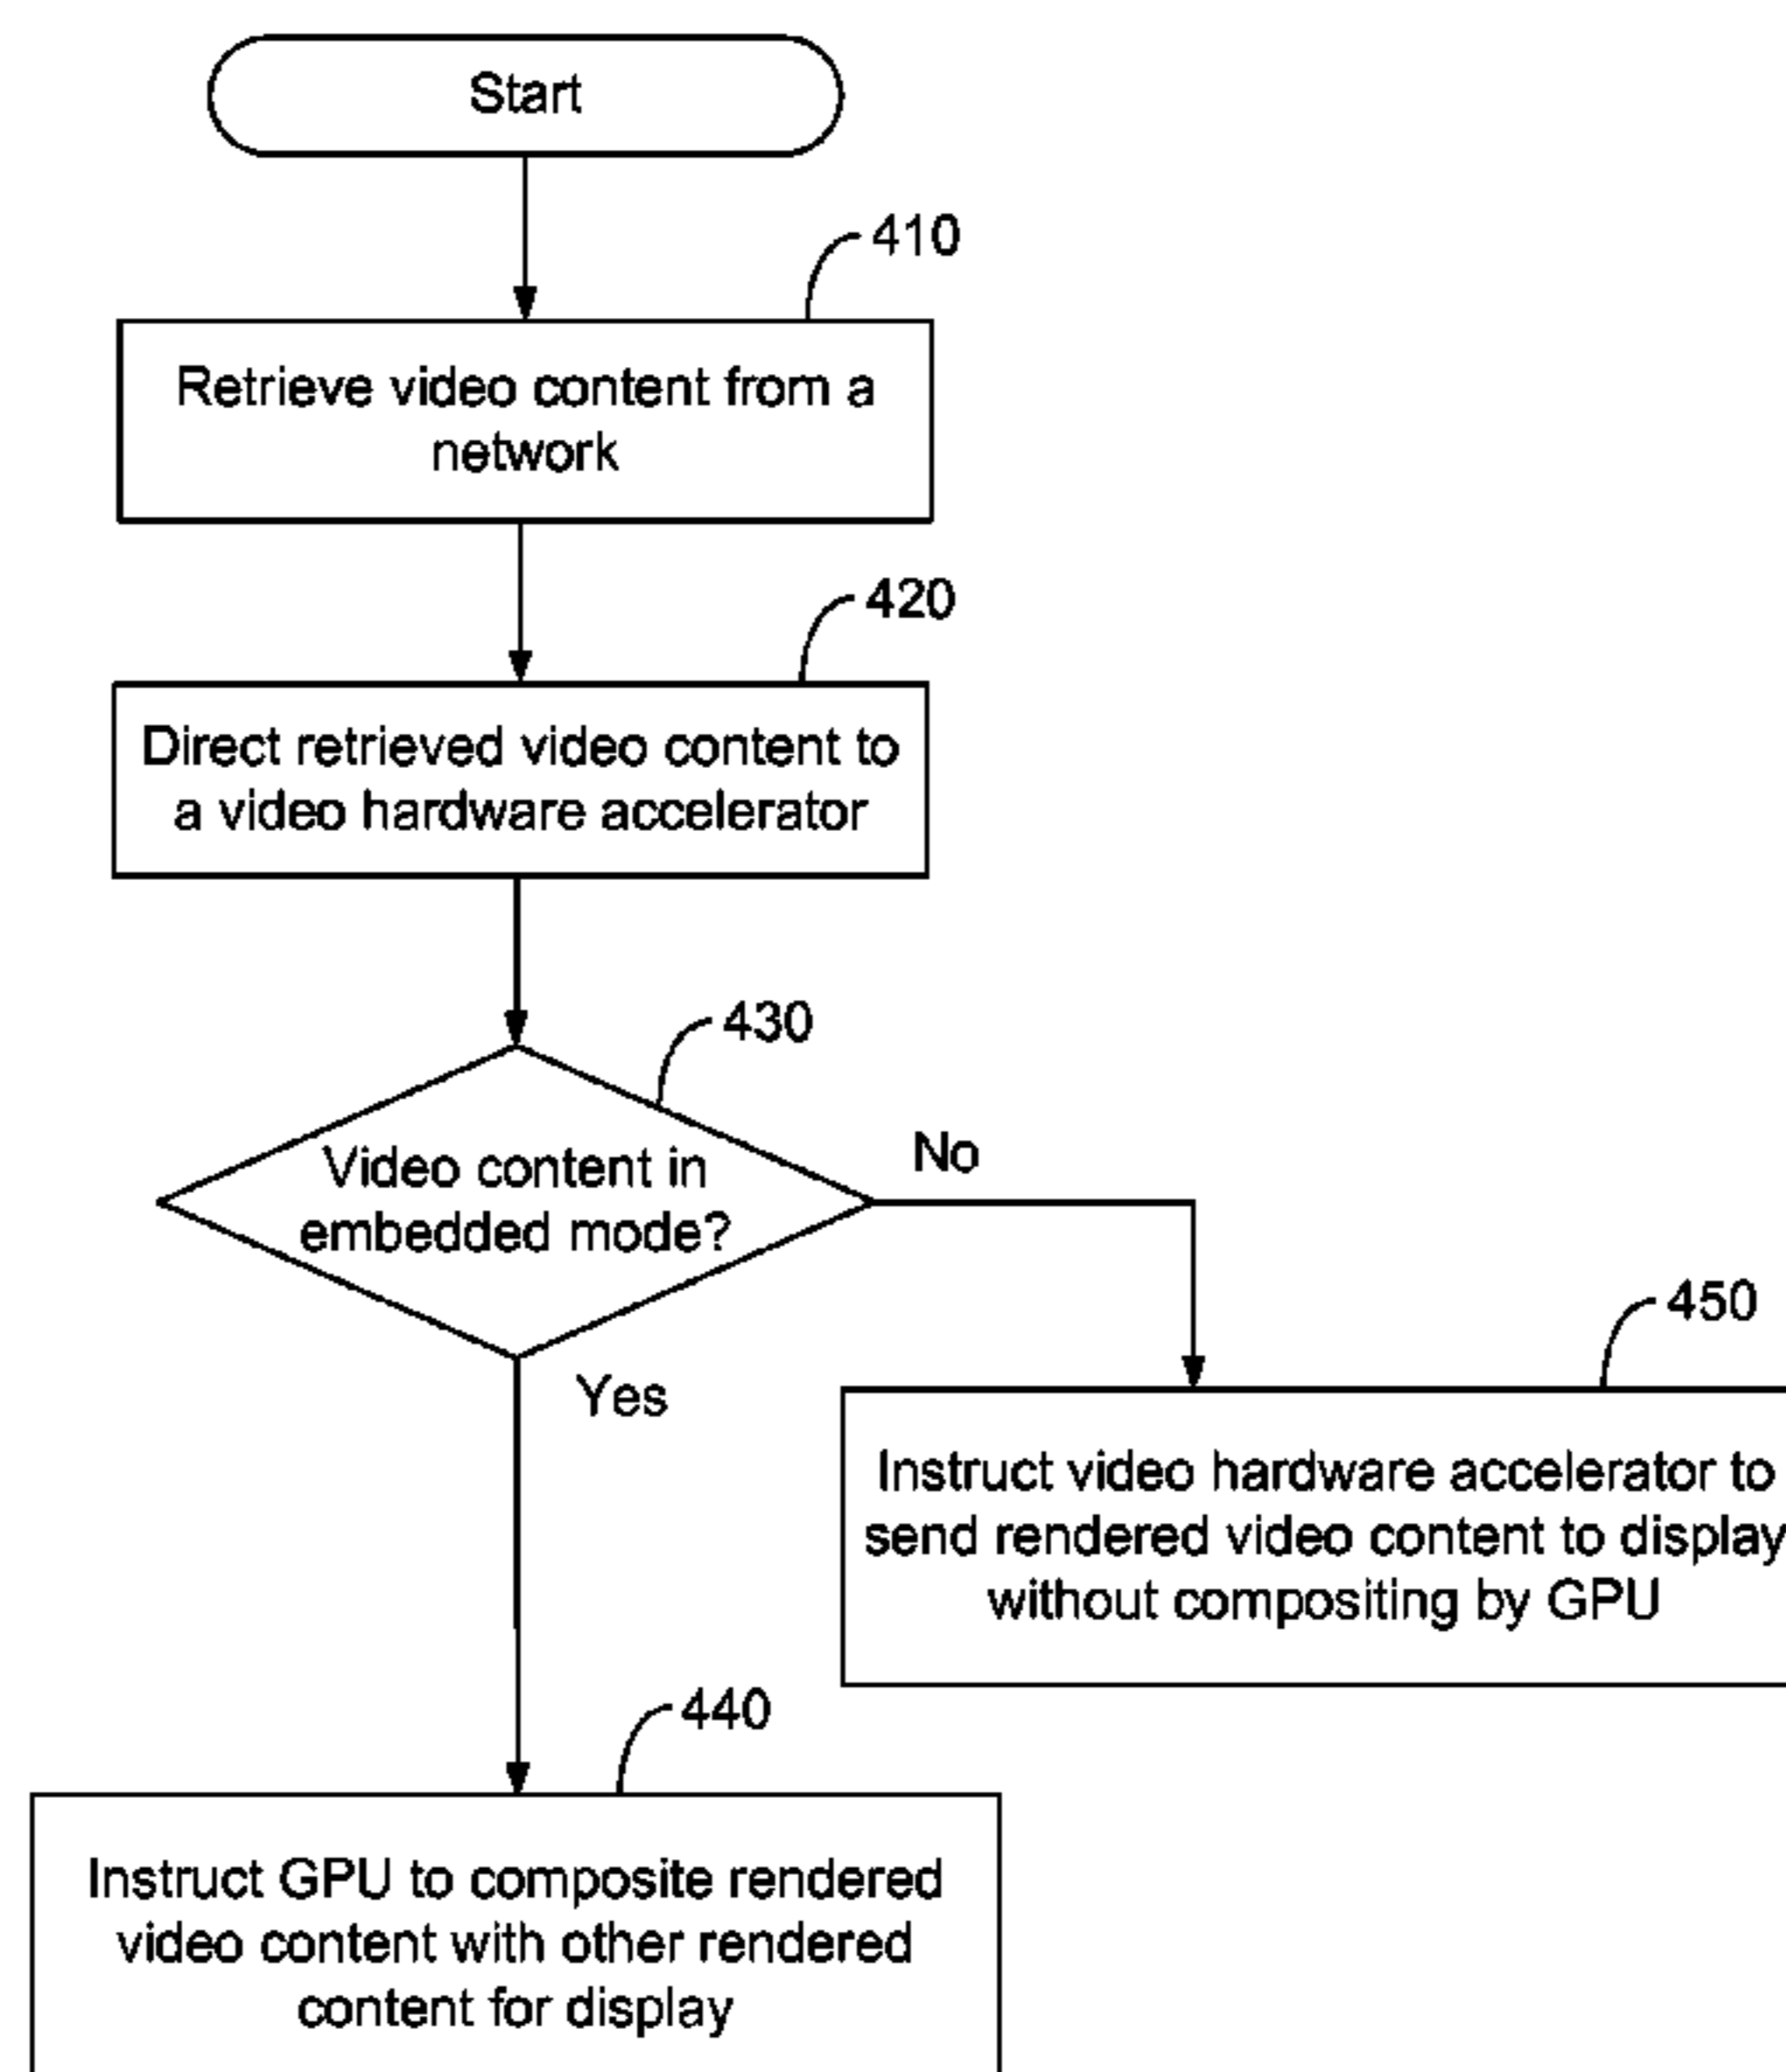 Start
410
Retrieve video content from a
network
420
Direct retrieved video content to
a video hardware accelerator
430
Video content in
embedded mode?
No
Yes
450
Instruct video hardware accelerator to
send rendered video content to display
without compositing by GPU
440
Instruct GPU to composite rendered
video content with other rendered
content for display